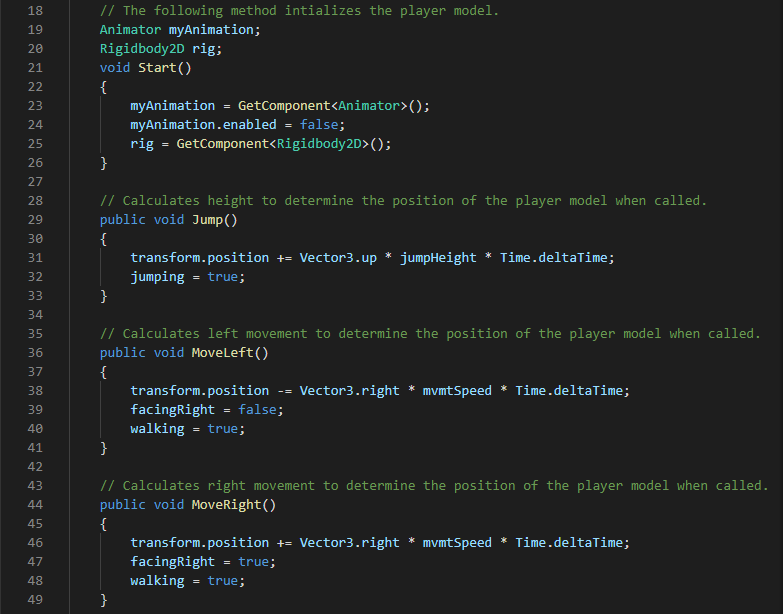 18 // The following method intializes the player model.
19 Animator myAnimation;
20 Rigidbody2D rig;
21 void Start()
22 {
23 myAnimation = GetComponent<Animator>();
24 myAnimation.enabled = false;
25 rig = GetComponent<Rigidbody2D>();
26 }
27
28 // Calculates height to determine the position of the player model when called.
29 public void Jump()
30 {
31 transform.position += Vector3.up * jumpHeight * Time.deltaTime;
32 jumping = true;
33 }
34
35 // Calculates left movement to determine the position of the player model when called.
36 public void MoveLeft()
37 {
38 transform.position -= Vector3.right * mvmtSpeed * Time.deltaTime;
39 facingRight = false;
40 walking = true;
41 }
42
43 // Calculates right movement to determine the position of the player model when called.
44 public void MoveRight()
45 {
46 transform.position += Vector3.right * mvmtSpeed * Time.deltaTime;
47 facingRight = true;
48 walking = true;
49 }